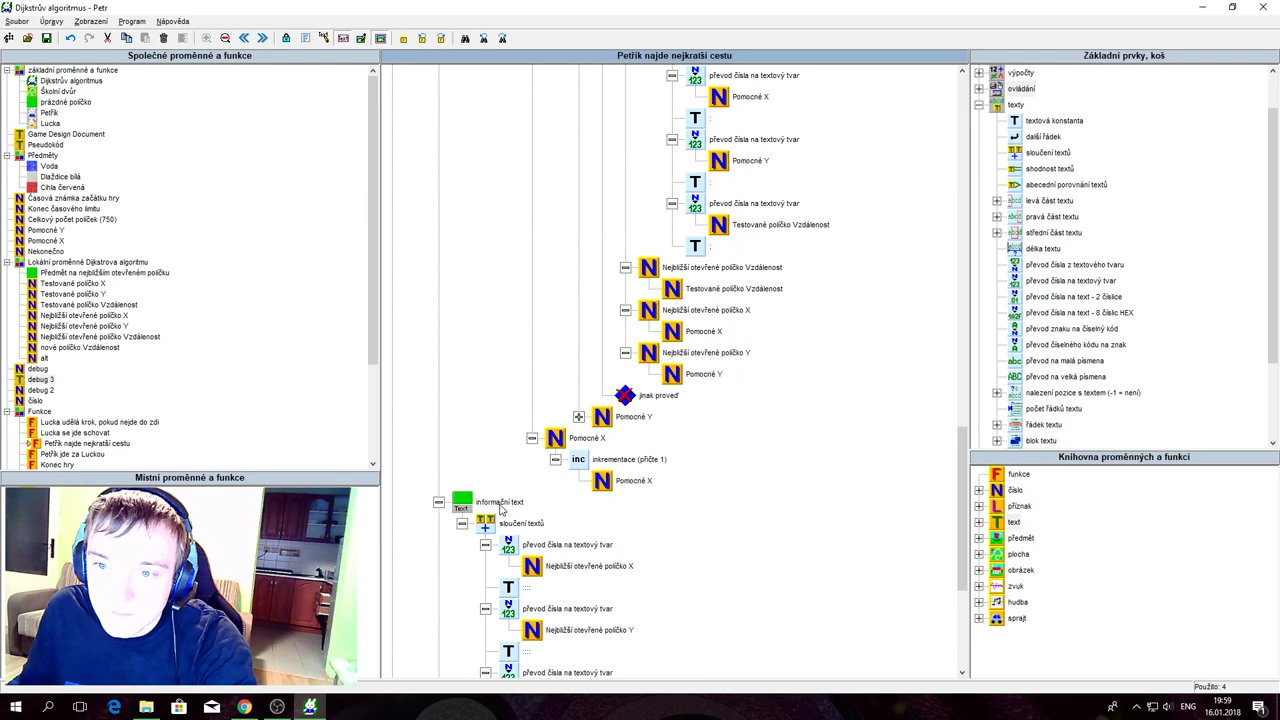 Dijkstrův algoritmus - Petr
Soubor Úpravy Zobrazení Program Nápověda
Společné proměnné a funkce
základní proměnné a funkce
Dijkstrův algoritmus
Školní dvůr
prázdné políčko
Petřík
Lucka
Game Design Document
Pseudokód
Předměty
Voda
Dlaždice bílá
Cihla červená
Časová známka začátku hry
Konec časového limitu
Celkový počet políček (750)
Pomocné Y
Pomocné X
Nekonečno
Lokální proměnné Dijkstrova algoritmu
Předmět na nejbližším otevřeném políčku
Testované políčko X
Testované políčko Y
Testované políčko Vzdálenost
Nejbližší otevřené políčko X
Nejbližší otevřené políčko Y
Nejbližší otevřené políčko Vzdálenost
nové políčko Vzdálenost
alt
debug
debug 3
debug 2
číslo
Funkce
Lucka udělá krok, pokud nejde do zdi
Lucka se jde schovat
Petřík najde nejkratší cestu
Petřík jde za Luckou
Konec hry
Místní proměnné a funkce
Petřík najde nejkratší cestu
převod čísla na textový tvar
Pomocné X
:
převod čísla na textový tvar
Pomocné Y
:
převod čísla na textový tvar
Testované políčko Vzdálenost
:
Nejbližší otevřené políčko Vzdálenost
Testované políčko Vzdálenost
Nejbližší otevřené políčko X
Pomocné X
Nejbližší otevřené políčko Y
Pomocné Y
jinak proveď
Pomocné Y
Pomocné X
inc inkrementace (přičte 1)
Pomocné X
informační text
Text
sloučení textů
převod čísla na textový tvar
Nejbližší otevřené políčko X
::::
převod čísla na textový tvar
Nejbližší otevřené políčko Y
::::
převod čísla na textový tvar
Základní prvky, koš
výpočty
ovládání
texty
textová konstanta
další řádek
sloučení textů
shodnost textů
abecední porovnání textů
levá část textu
pravá část textu
střední část textu
délka textu
převod čísla z textového tvaru
převod čísla na textový tvar
převod čísla na text - 2 číslice
převod čísla na text - 8 číslic HEX
převod znaku na číselný kód
převod číselného kódu na znak
převod na malá písmena
převod na velká písmena
nalezení pozice s textem (-1 = není)
počet řádků textu
řádek textu
blok textu
Knihovna proměnných a funkcí
funkce
číslo
příznak
text
předmět
plocha
obrázek
zvuk
hudba
sprajt
Použito: 4
19:59
16.01.2018